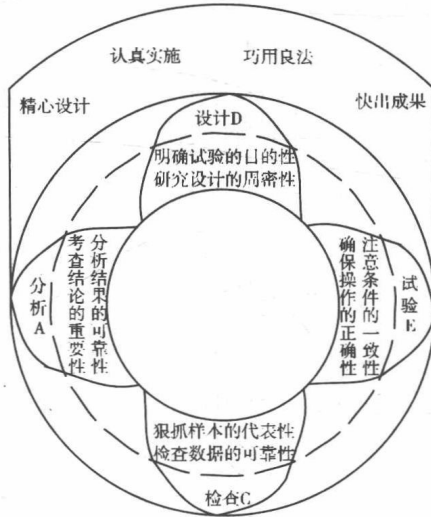 认真实施 巧用良法
精心设计 快出成果
设计D
明确试验的目的性
研究设计的周密性
分析A
考查结论的重要性
分析结果的可靠性
注意条件的一致性
确保操作的正确性
试验E
狠抓样本的代表性
检查数据的可靠性
检查C